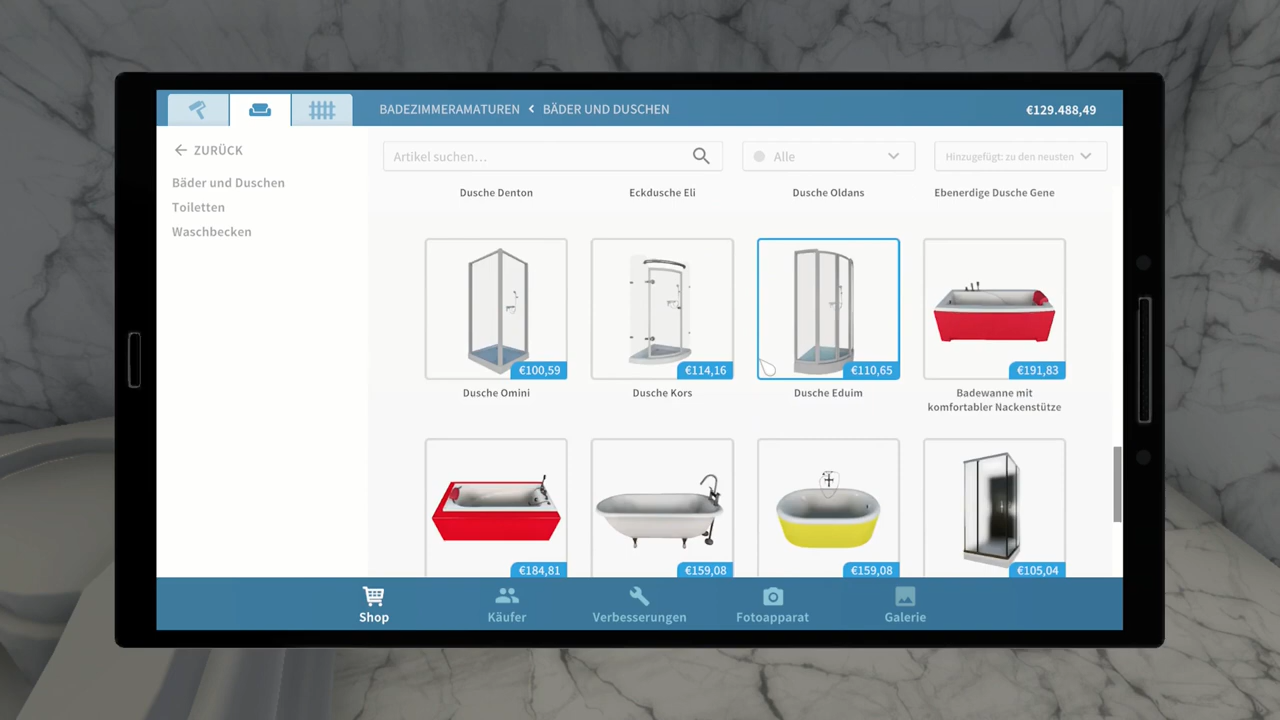 BADEZIMMERAMATUREN < BÄDER UND DUSCHEN
€129.488,49
← ZURÜCK
Bäder und Duschen
Toiletten
Waschbecken
Artikel suchen...
Alle
Hinzugefügt: zu den neusten
Dusche Denton
Eckdusche Eli
Dusche Oldans
Ebenerdige Dusche Gene
€100,59
€114,16
€110,65
€191,83
Dusche Omini
Dusche Kors
Dusche Eduim
Badewanne mit
komfortabler Nackenstütze
€184,81
€159,08
€159,08
€105,04
Shop
Käufer
Verbesserungen
Fotoapparat
Galerie